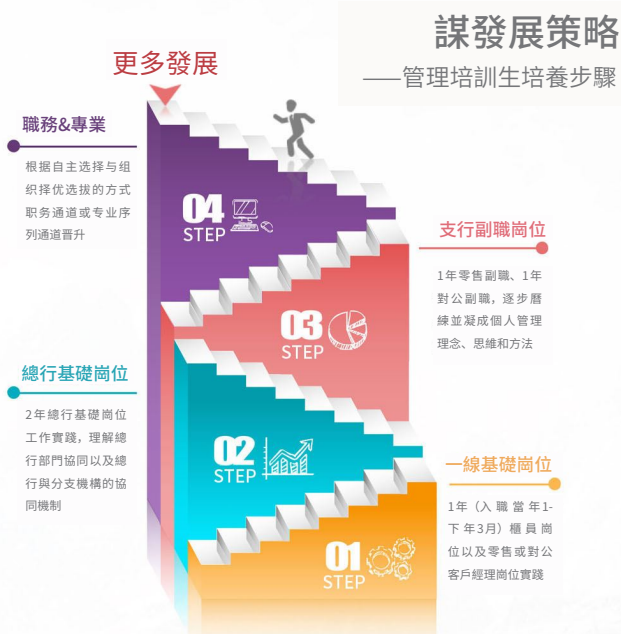 謀發展策略
——管理培訓生培養步驟
更多發展
職務&專業
根据自主选择与组
织择优选拔的方式
职务通道或专业序
列通道晋升
04
STEP
支行副職崗位
1年零售副職、1年
對公副職，逐步曆
練並凝成個人管理
理念、思維和方法
03
STEP
總行基礎崗位
2年總行基礎崗位
工作實踐，理解總
行部門協同以及總
行與分支機構的協
同機制
02
STEP
一線基礎崗位
1年（入職當年1-
下年3月）櫃員崗
位以及零售或對公
客戶經理崗位實踐
01
STEP